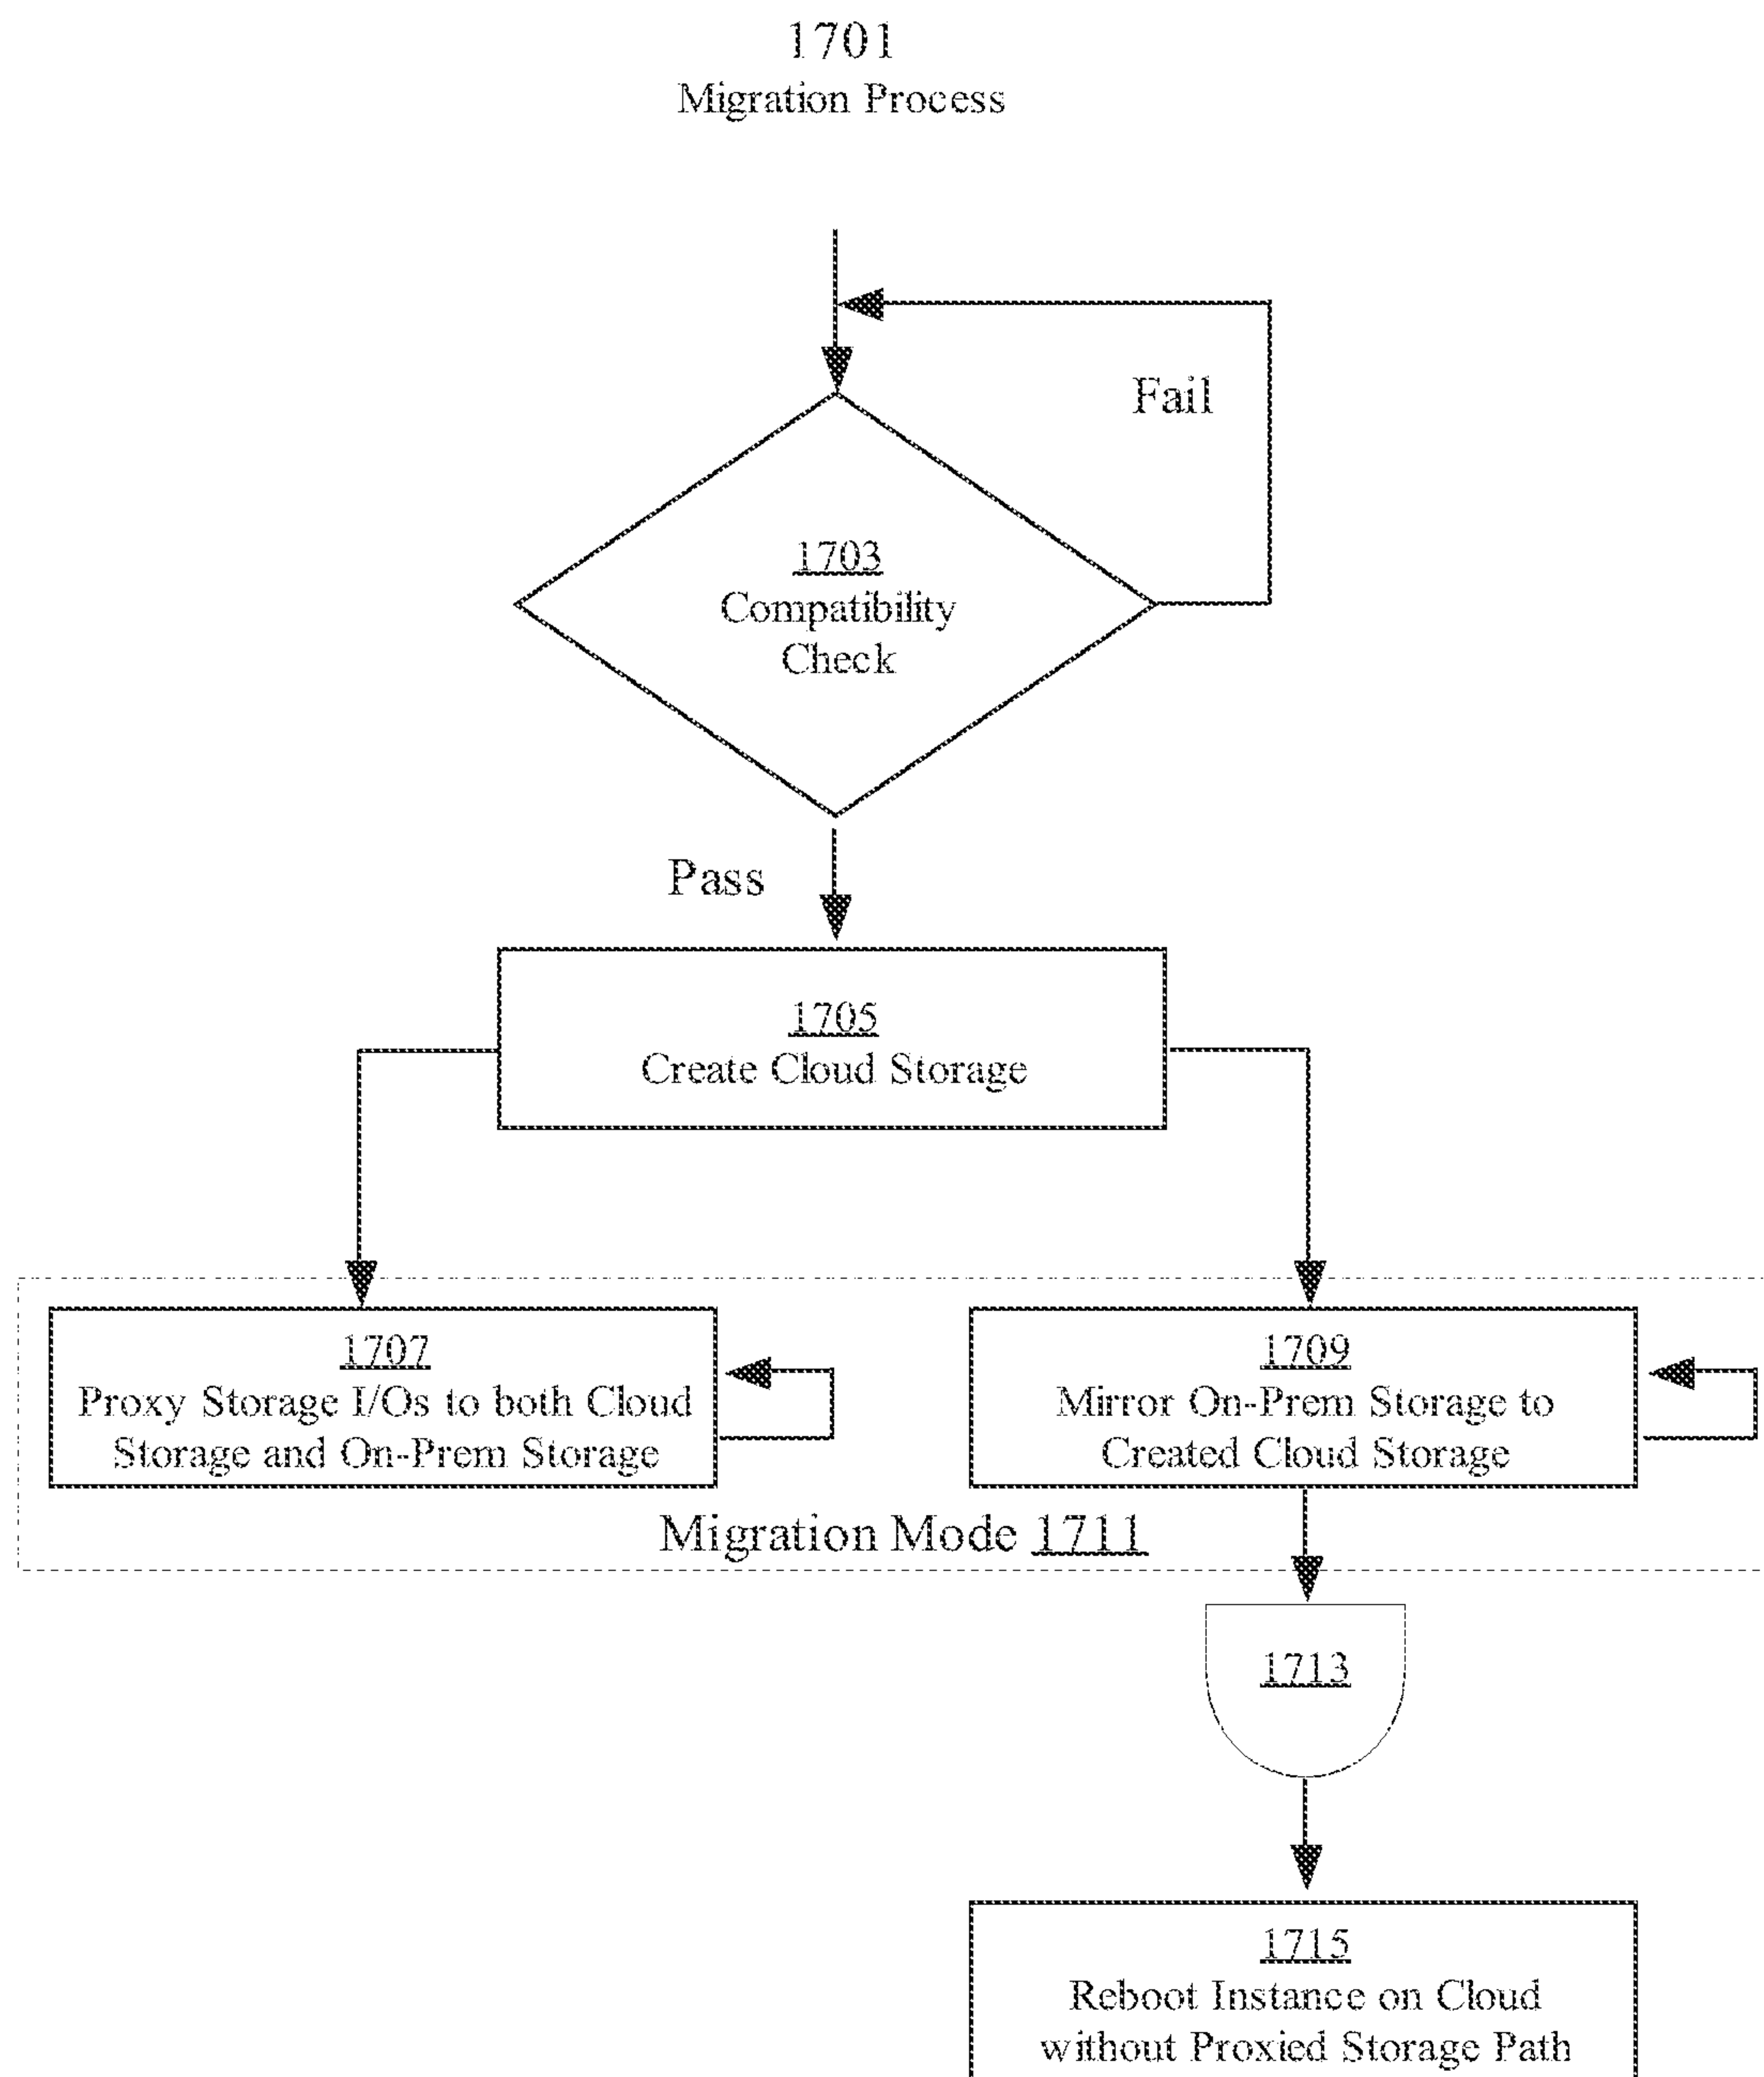 1701
Migration Process
Fail
1703
Compatibility
Check
Pass
1705
Create Cloud Storage
1707
Proxy Storage I/Os to both Cloud
Storage and On-Prem Storage
1709
Mirror On-Prem Storage to
Created Cloud Storage
Migration Mode 1711
1713
1715
Reboot Instance on Cloud
without Proxied Storage Path